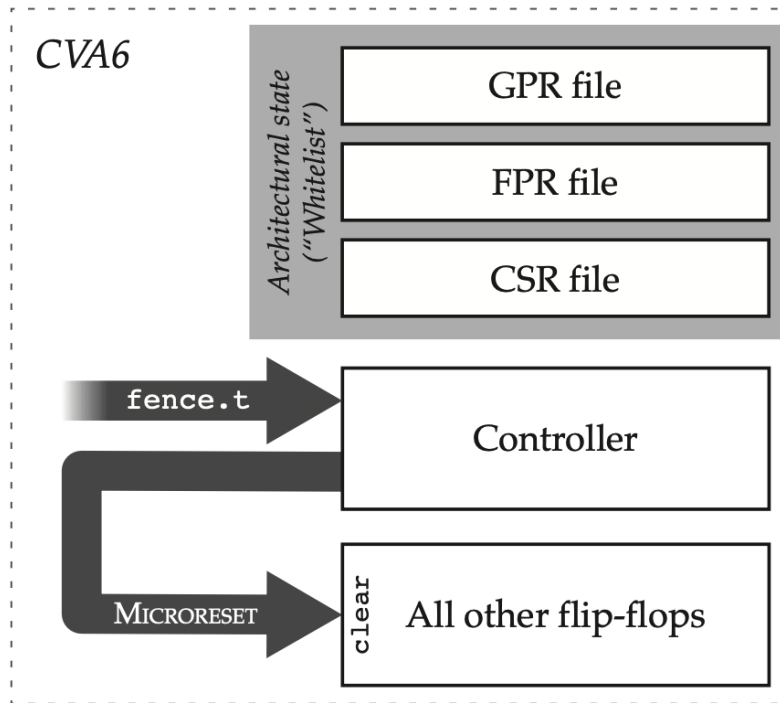 CVA6
Architectural state
(“Whitelist”)
GPR file
FPR file
CSR file
fence.t
Controller
MICRORESET
clear
All other flip-flops